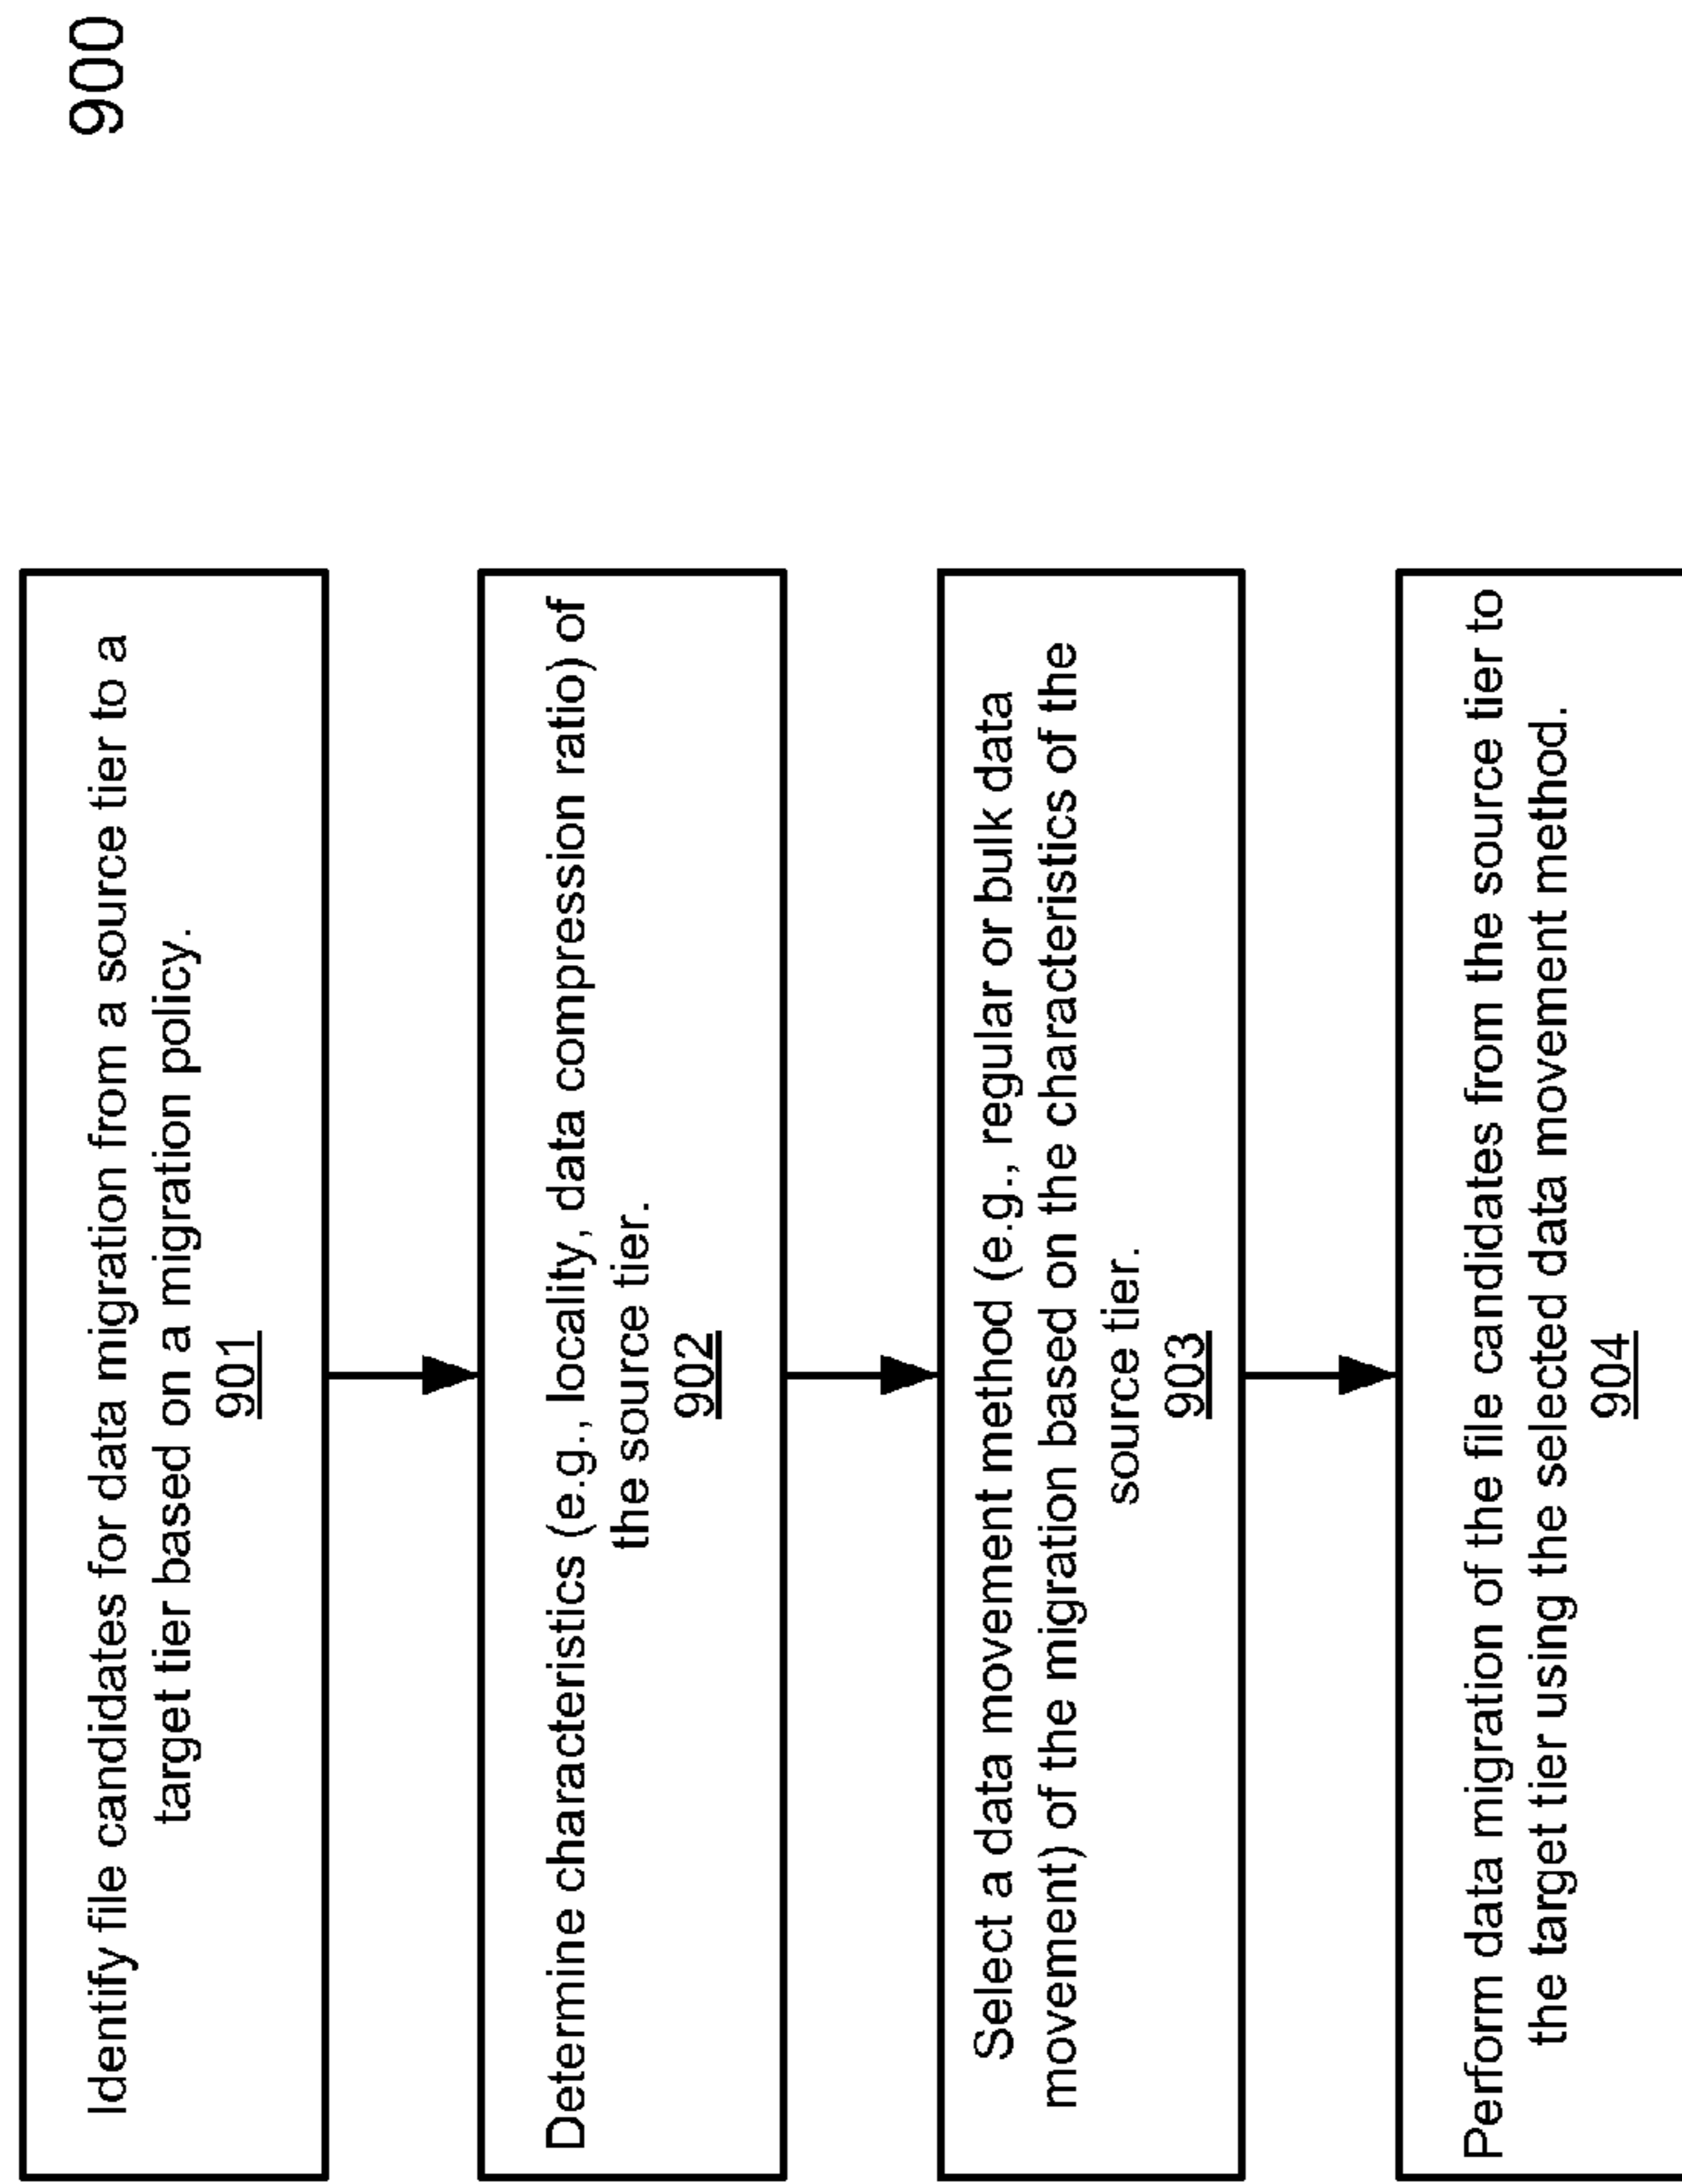 900
Identify file candidates for data migration from a source tier to a
target tier based on a migration policy.
901
Determine characteristics (e.g., locality, data compression ratio) of
the source tier.
902
Select a data movement method (e.g., regular or bulk data
movement) of the migration based on the characteristics of the
source tier.
903
Perform data migration of the file candidates from the source tier to
the target tier using the selected data movement method.
904